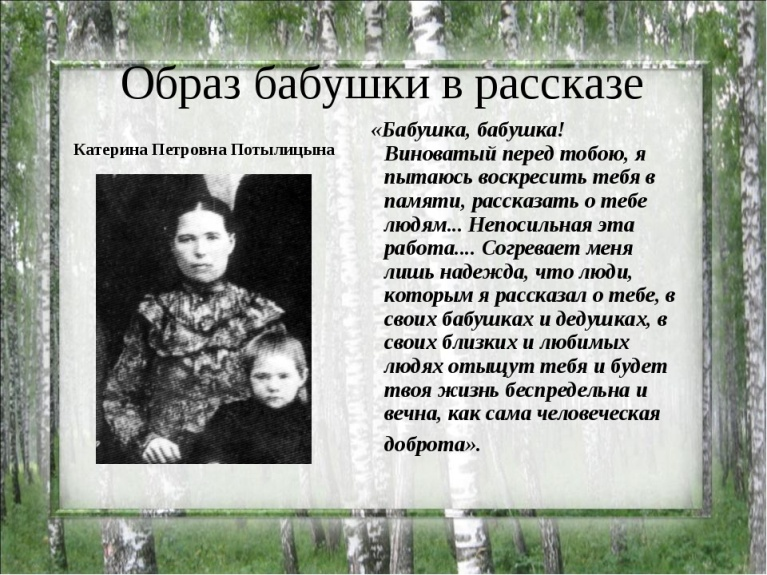 Образ бабушки в рассказе
Катерина Петровна Потылицына
«Бабушка, бабушка!
Виноватый перед тобою, я
пытаюсь воскресить тебя в
памяти, рассказать о тебе
людям... Непосильная эта
работа.... Согревает меня
лишь надежда, что люди,
которым я рассказал о тебе, в
своих бабушках и дедушках, в
своих близких и любимых
людях отыщут тебя и будет
твоя жизнь беспредельна и
вечна, как сама человеческая
доброта».